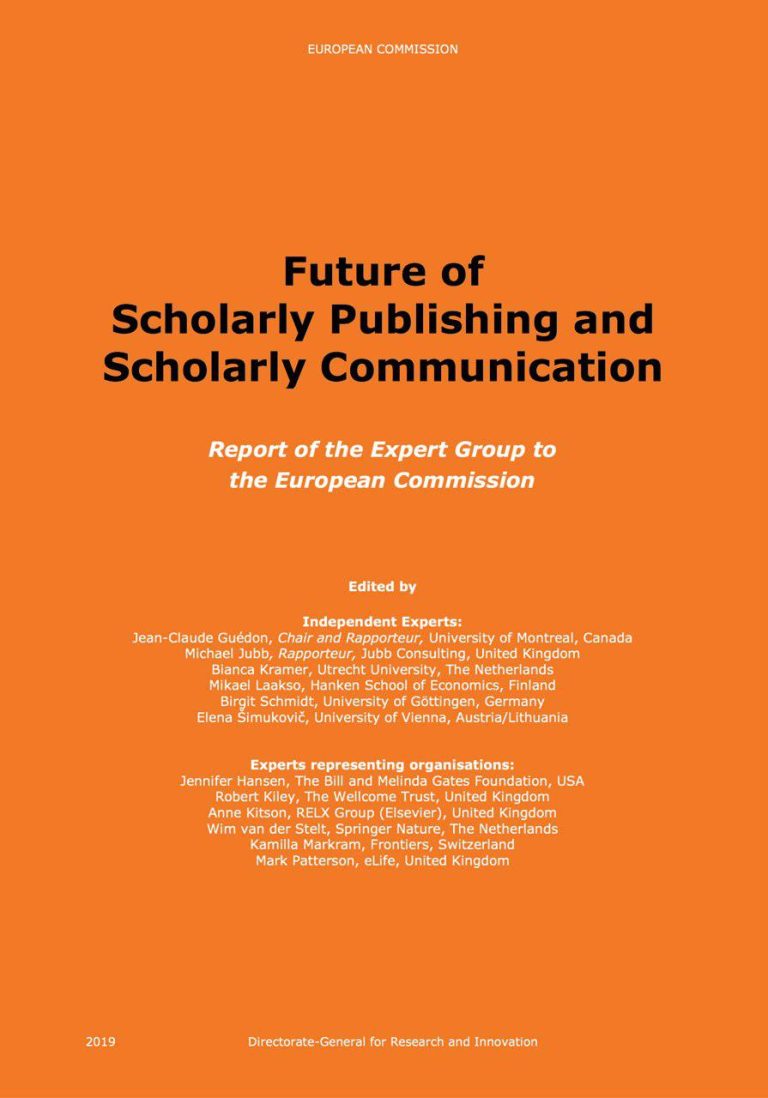 EUROPEAN COMMISSION
Future of
Scholarly Publishing and
Scholarly Communication
Report of the Expert Group to
the European Commission
Edited by
Independent Experts:
Jean-Claude Guédon, Chair and Rapporteur, University of Montreal, Canada
Michael Jubb, Rapporteur, Jubb Consulting, United Kingdom
Bianca Kramer, Utrecht University, The Netherlands
Mikael Laakso, Hanken School of Economics, Finland
Birgit Schmidt, University of Göttingen, Germany
Elena Šimukovič, University of Vienna, Austria/Lithuania
Experts representing organisations:
Jennifer Hansen, The Bill and Melinda Gates Foundation, USA
Robert Kiley, The Wellcome Trust, United Kingdom
Anne Kitson, RELX Group (Elsevier), United Kingdom
Wim van der Stelt, Springer Nature, The Netherlands
Kamilla Markram, Frontiers, Switzerland
Mark Patterson, eLife, United Kingdom
2019 Directorate-General for Research and Innovation